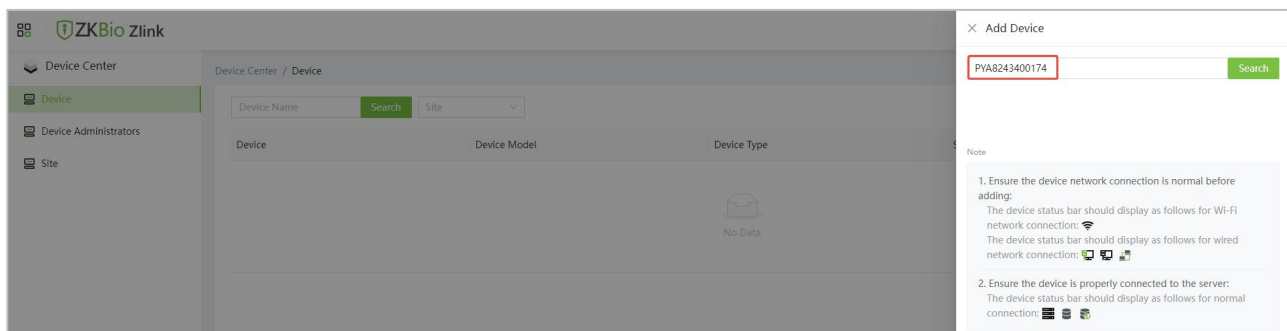 ZKBio Zlink
Device Center
Device
Device Administrators
Site
Device Center / Device
Device Name
Search
Site
Device
Device Model
Device Type
No Data
Add Device
PYA8243400174
Search
Note
1. Ensure the device network connection is normal before
adding:
The device status bar should display as follows for Wi-Fi
network connection:
The device status bar should display as follows for wired
network connection:
2. Ensure the device is properly connected to the server:
The device status bar should display as follows for normal
connection: